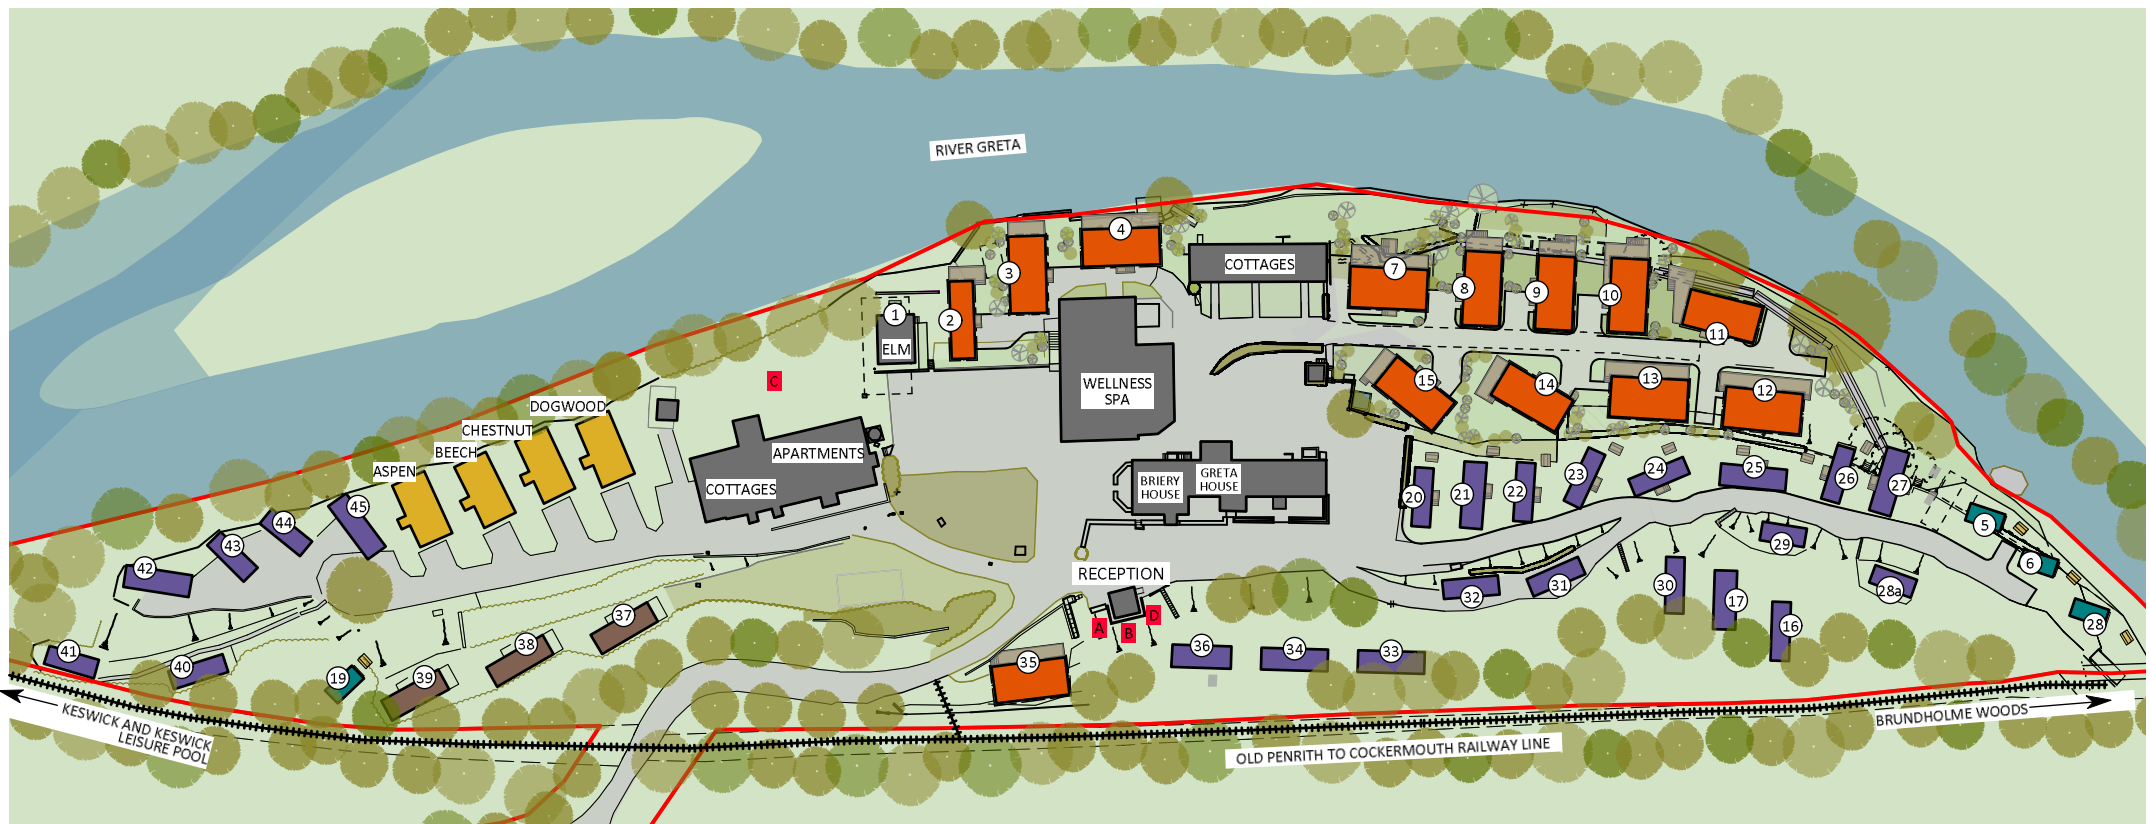 RIVER GRETA
4
3
COTTAGES
7
8
9
10
1
2
11
ELM
C
WELLNESS
SPA
15
14
13
12
DOGWOOD
CHESTNUT
BEECH
ASPEN
APARTMENTS
COTTAGES
BRIERY
HOUSE
GRETA
HOUSE
20
21
22
23
24
25
26
27
45
44
43
42
5
6
29
28a
28
30
17
16
31
32
RECEPTION
A
B
D
37
38
39
19
40
41
35
36
34
33
KESWICK AND KESWICK
LEISURE POOL
OLD PENRITH TO COCKERMOUTH RAILWAY LINE
BRUNDHOLME WOODS